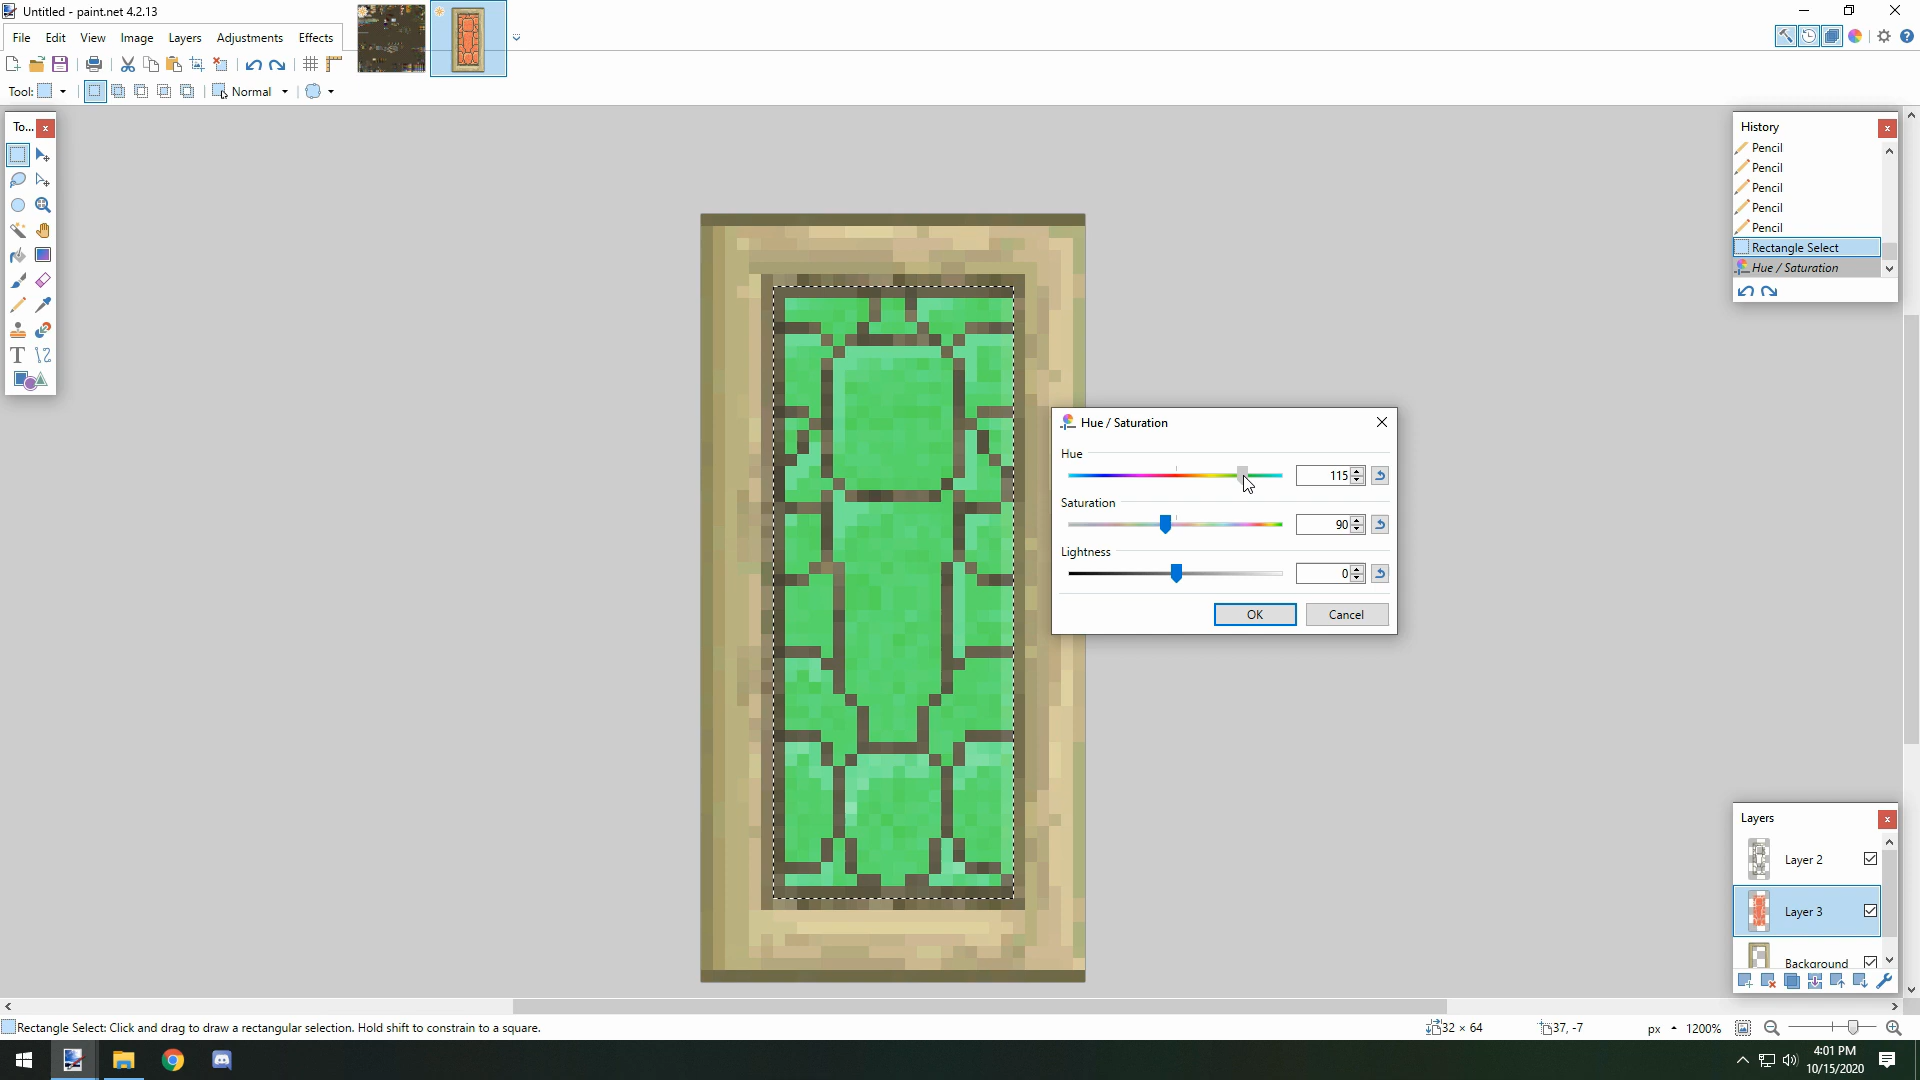 Untitled - paint.net 4.2.13
File Edit View Image Layers Adjustments Effects
Tool: Normal
To...
T
History
Pencil
Pencil
Pencil
Pencil
Pencil
Rectangle Select
Hue / Saturation
Hue / Saturation
Hue
115
Saturation
90
Lightness
0
OK Cancel
Layers
Layer 2
Layer 3
Background
Rectangle Select: Click and drag to draw a rectangular selection. Hold shift to constrain to a square.
32 × 64 37, -7 px 1200%
4:01 PM
10/15/2020